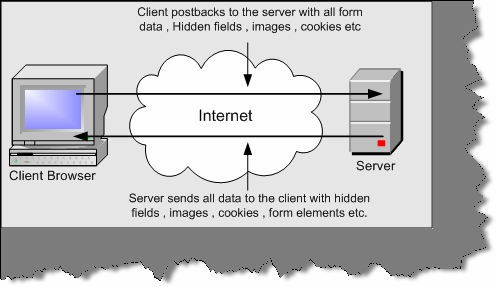 Client postbacks to the server with all form
data , Hidden fields , images , cookies etc
Internet
Client Browser
Server
Server sends all data to the client with hidden
fields , images , cookies , form elements etc.